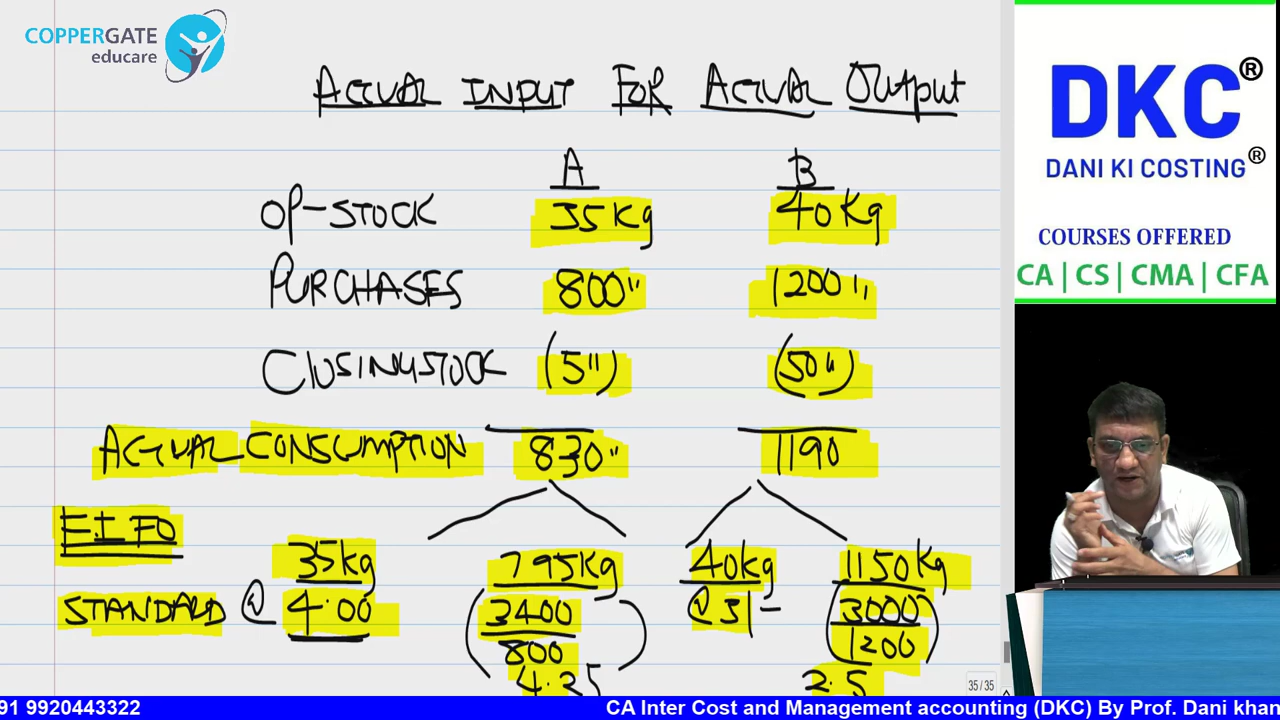 COPPERGATE
educare
ACTUAL INPUT FOR ACTUAL OUTPUT
A B
OP-STOCK 35Kg 40Kg
PURCHASES 800" 1200"
CLOSING STOCK (5") (50")
ACTUAL CONSUMPTION 830" 1190
F.I.FO 35kg 795Kg 40kg 1150Kg
STANDARD @ 4.00 (3400 @ 3/- (3000
800) 1200)
4.25 2.5
35/35
DKC®
DANI KI COSTING®
COURSES OFFERED
CA | CS | CMA | CFA
91 9920443322 CA Inter Cost and Management accounting (DKC) By Prof. Dani khan